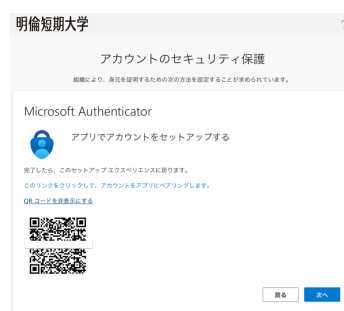 明倫短期大学
アカウントのセキュリティ保護
組織により、身元を証明するための次の方法を設定することが求められています。
Microsoft Authenticator
アプリでアカウントをセットアップする
完了したら、このセットアップ エクスペリエンスに戻ります。
このリンクをクリックして、アカウントをアプリにペアリングします。
QR コードを非表示にする
戻る
次へ